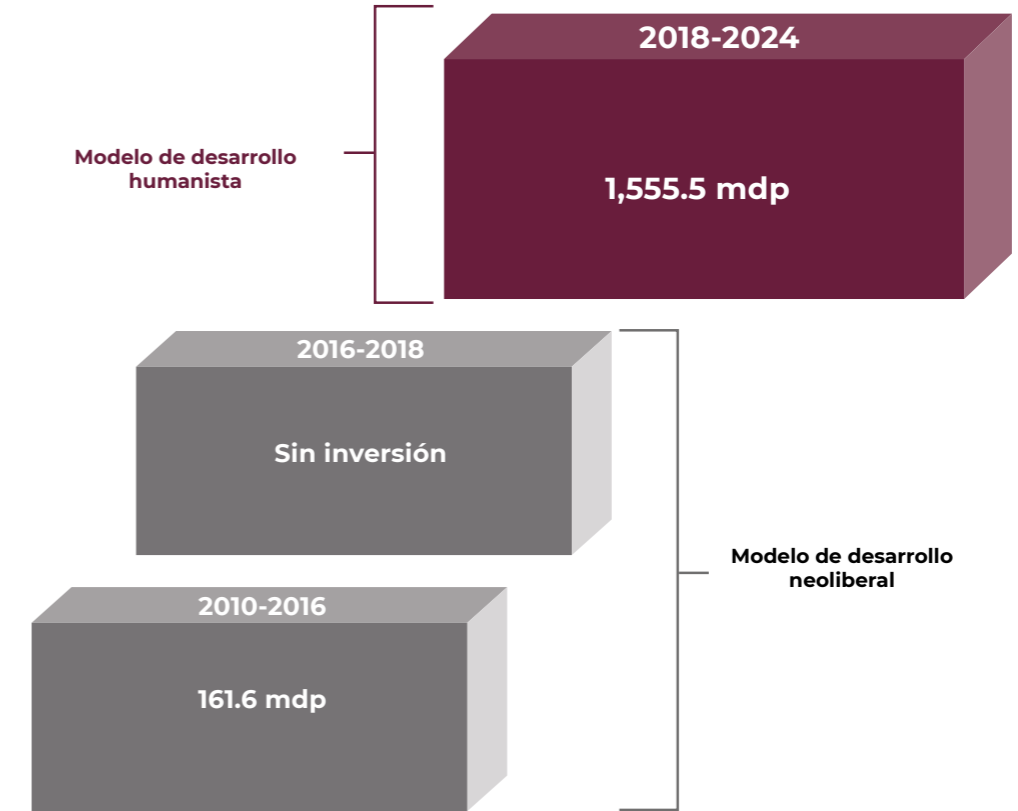 2018-2024
Modelo de desarrollo
humanista
1,555.5 mdp
2016-2018
Sin inversión
Modelo de desarrollo
neoliberal
2010-2016
161.6 mdp